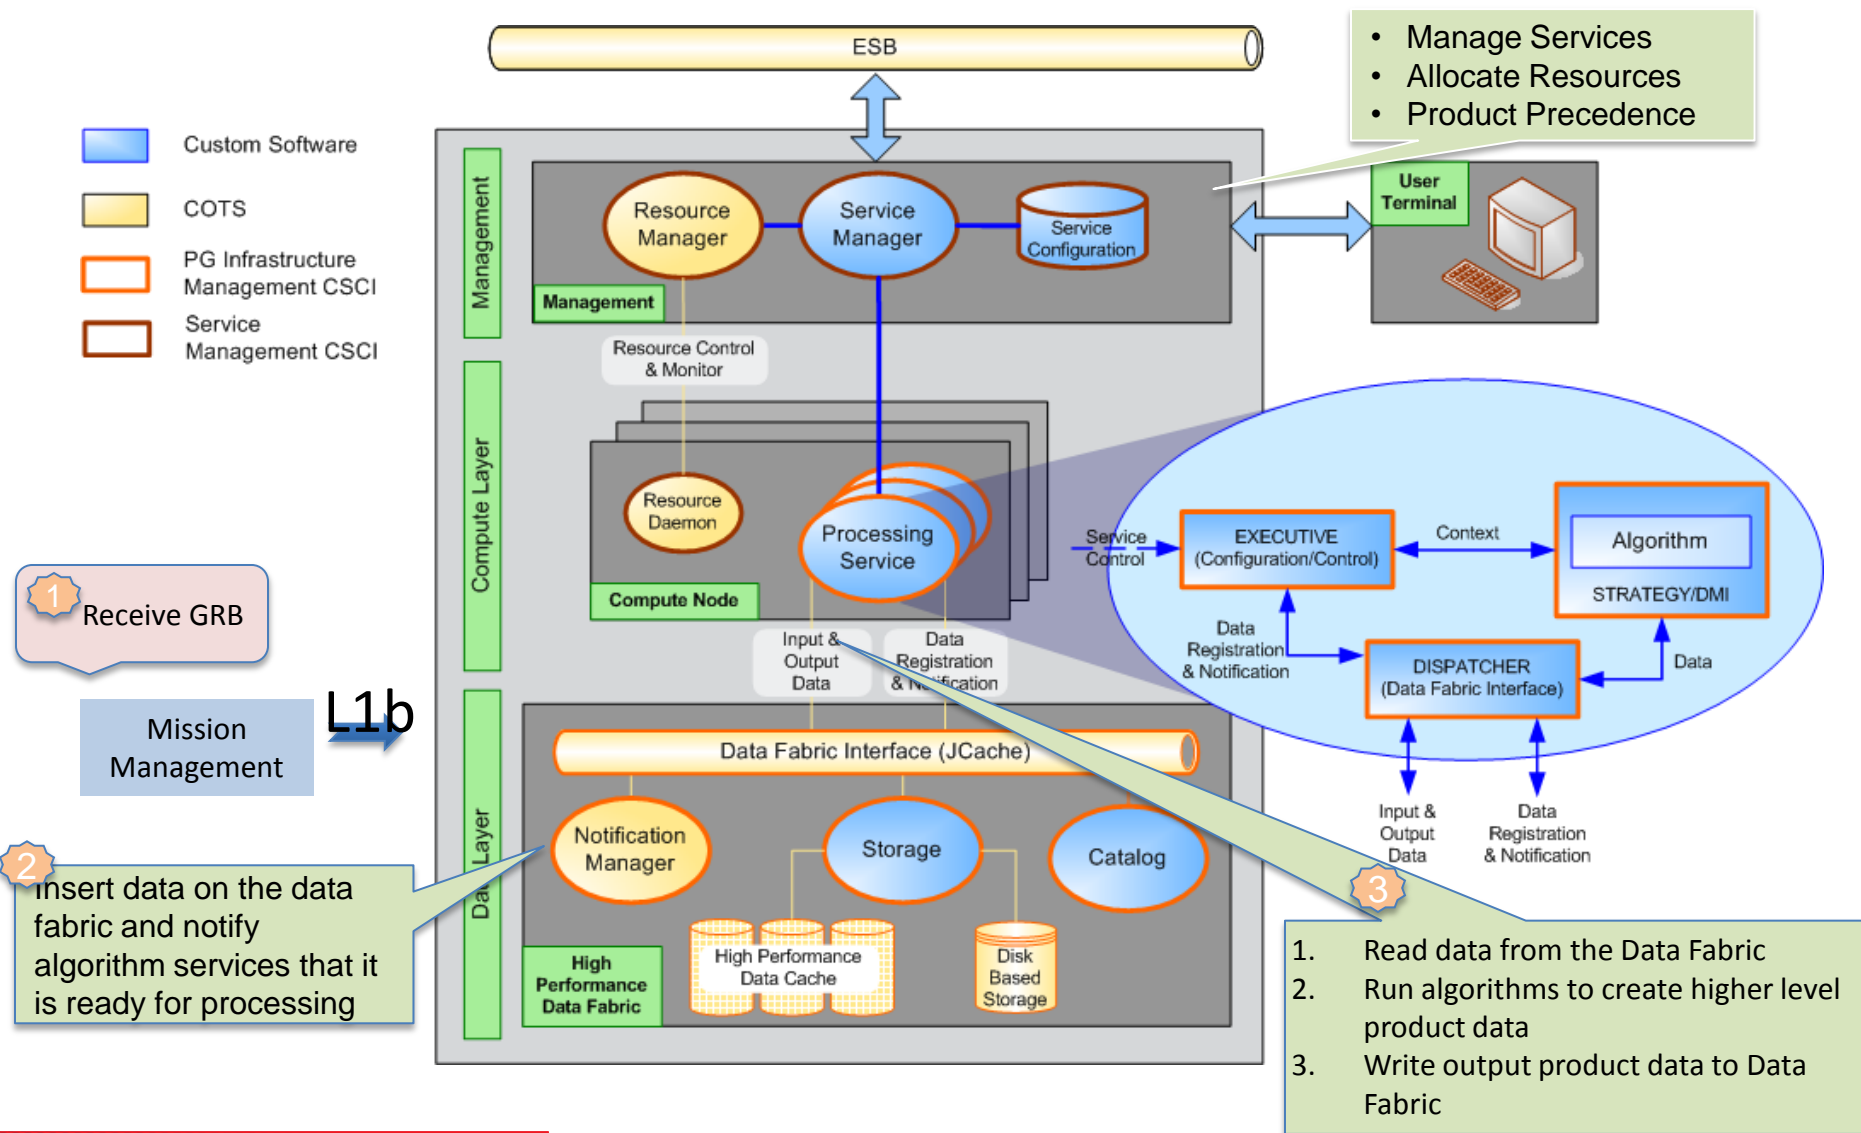 ESB
• Manage Services
• Allocate Resources
• Product Precedence
Custom Software
COTS
PG Infrastructure
Management CSCI
Service
Management CSCI
Management
Resource
Manager
Service
Manager
Service
Configuration
Management
User
Terminal
Resource Control
& Monitor
Compute Layer
Resource
Daemon
Processing
Service
Compute Node
Service
Control
EXECUTIVE
(Configuration/Control)
Context
Algorithm
STRATEGY/DMI
Data
Registration
& Notification
DISPATCHER
(Data Fabric Interface)
Data
Input &
Output
Data
Data
Registration
& Notification
1
Receive GRB
Mission
Management
L1b
Input &
Output
Data
Data
Registration
& Notification
Data Layer
Data Fabric Interface (JCache)
Notification
Manager
Storage
Catalog
High Performance
Data Cache
Disk
Based
Storage
High
Performance
Data Fabric
2
Insert data on the data
fabric and notify
algorithm services that it
is ready for processing
3
1. Read data from the Data Fabric
2. Run algorithms to create higher level
product data
3. Write output product data to Data
Fabric